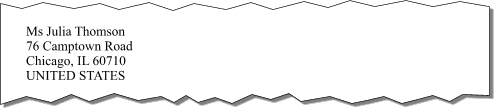 Ms Julia Thomson
76 Camptown Road
Chicago, IL 60710
UNITED STATES